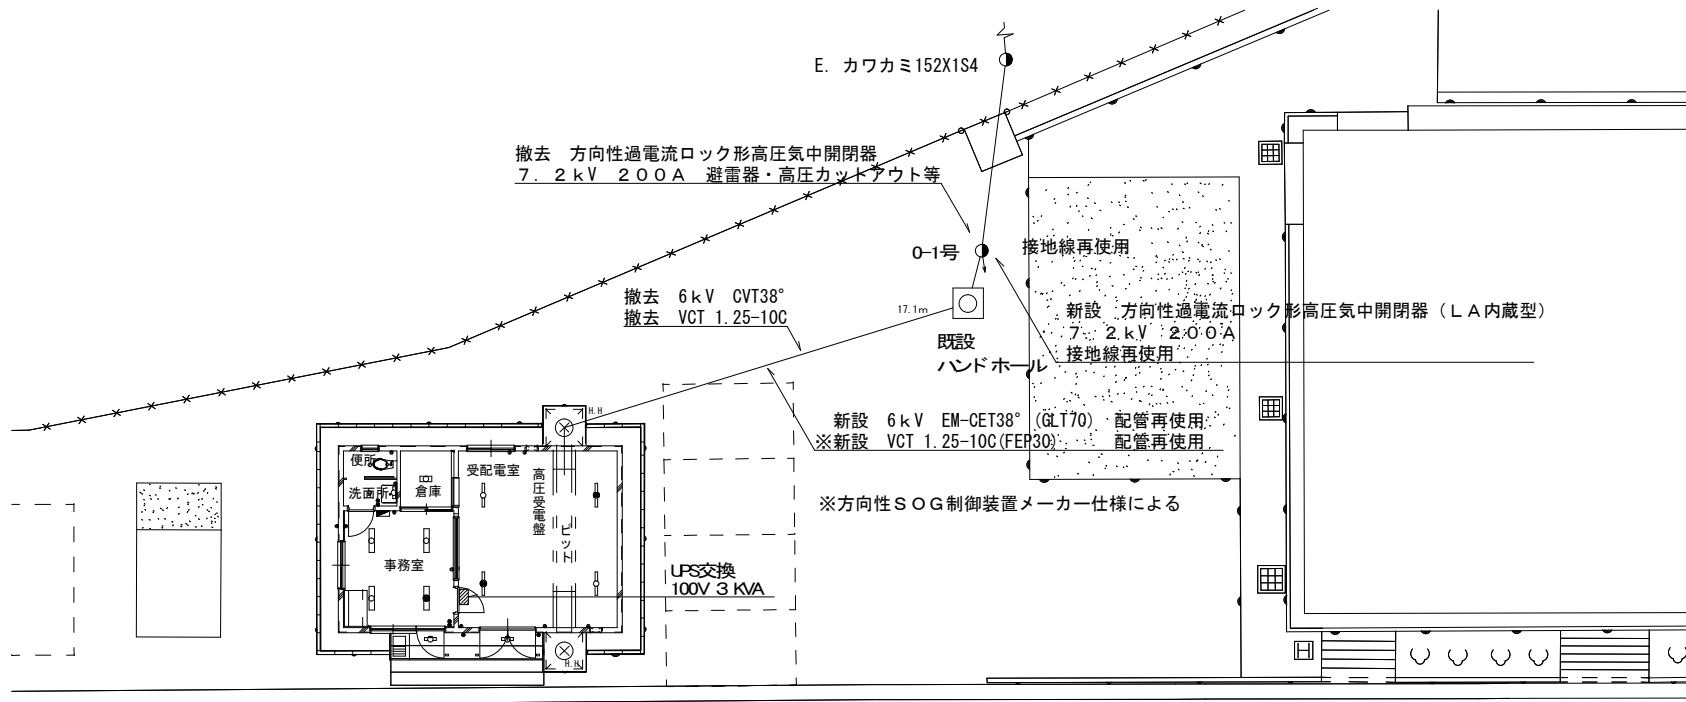 E. カワカミ152X1S4
撤去　方向性過電流ロック形高圧気中開閉器
７．２ｋＶ　２００Ａ　避雷器・高圧カットアウト等
0-1号
接地線再使用
撤去　6ｋＶ　CVT38°
撤去　VCT 1.25-10C
17.1m
新設　方向性過電流ロック形高圧気中開閉器（ＬＡ内蔵型）
７．２ｋＶ　２００Ａ
接地線再使用
既設
ハンドホール
H.H
新設　6ｋＶ　EM-CET38°(GLT70)　配管再使用
※新設　VCT 1.25-10C(FEP30)　配管再使用
※方向性ＳＯＧ制御装置メーカー仕様による
便所
洗面所
倉庫
受配電室
高圧受電盤
ピット
事務室
UPS交換
100V 3 KVA
H.H